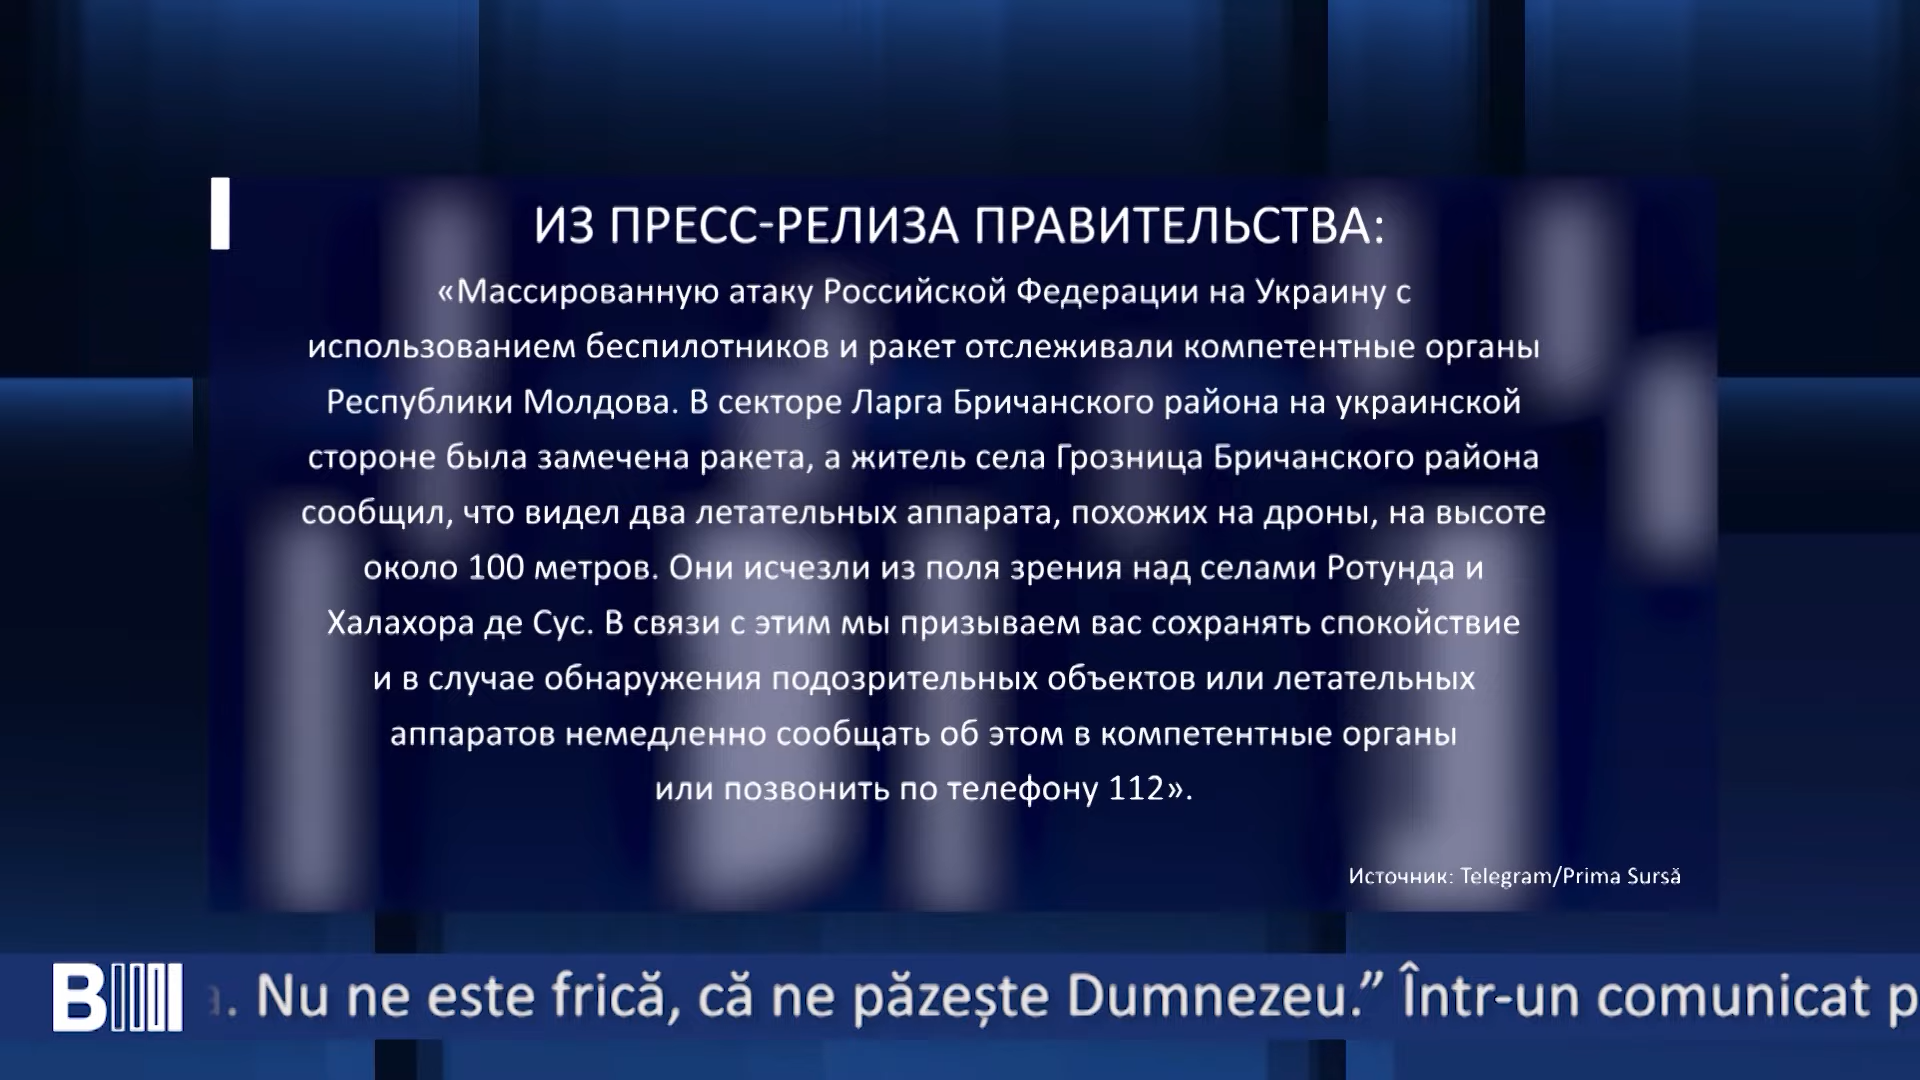 ИЗ ПРЕСС-РЕЛИЗА ПРАВИТЕЛЬСТВА:
«Массированную атаку Российской Федерации на Украину с
использованием беспилотников и ракет отслеживали компетентные органы
Республики Молдова. В секторе Ларга Бричанского района на украинской
стороне была замечена ракета, а житель села Грозница Бричанского района
сообщил, что видел два летательных аппарата, похожих на дроны, на высоте
около 100 метров. Они исчезли из поля зрения над селами Ротунда и
Халахора де Сус. В связи с этим мы призываем вас сохранять спокойствие
и в случае обнаружения подозрительных объектов или летательных
аппаратов немедленно сообщать об этом в компетентные органы
или позвонить по телефону 112».
Источник: Telegram/Prima Sursă
B a. Nu ne este frică, că ne păzește Dumnezeu.” Într-un comunicat p